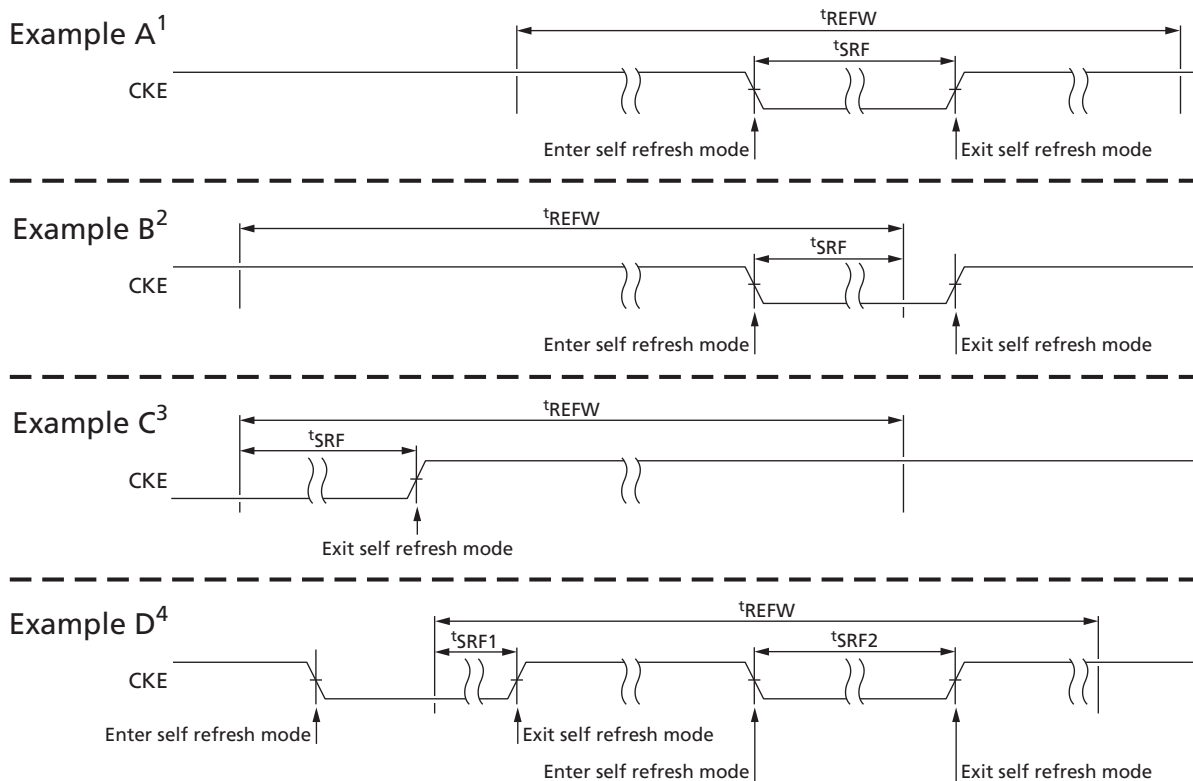 Example A¹
tREFW
tSRF
CKE
Enter self refresh mode
Exit self refresh mode
Example B²
tREFW
tSRF
CKE
Enter self refresh mode
Exit self refresh mode
Example C³
tREFW
tSRF
CKE
Exit self refresh mode
Example D⁴
tREFW
tSRF1
tSRF2
CKE
Enter self refresh mode
Exit self refresh mode
Enter self refresh mode
Exit self refresh mode